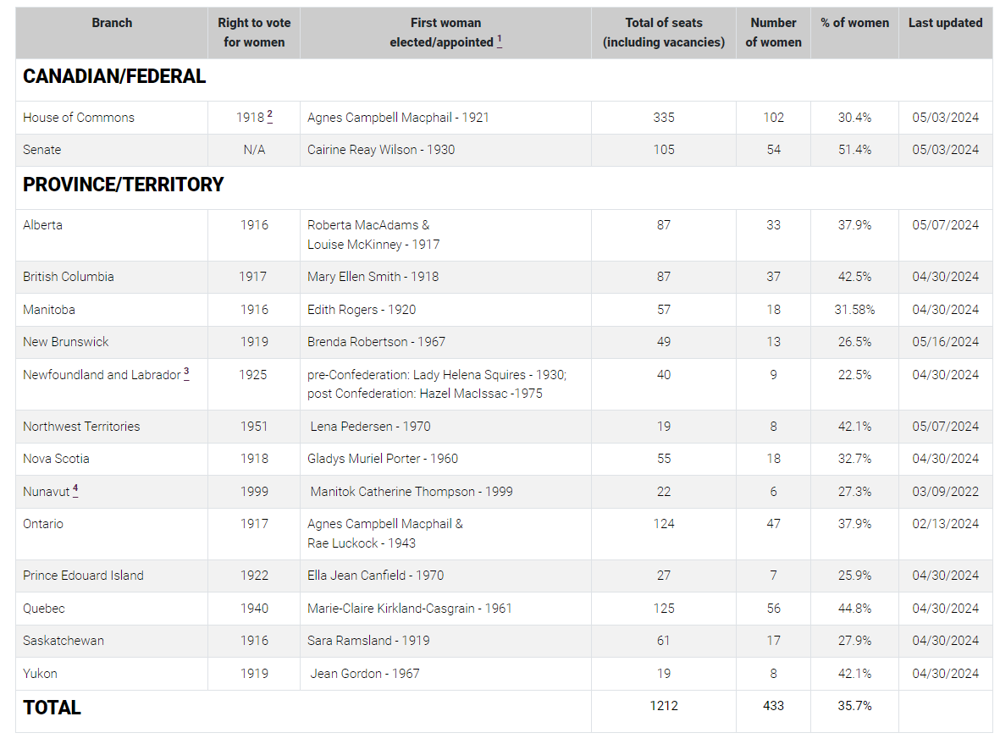 Branch Right to vote for women First woman elected/appointed 1 Total of seats (including vacancies) Number of women % of women Last updated
CANADIAN/FEDERAL
House of Commons 1918 2 Agnes Campbell Macphail - 1921 335 102 30.4% 05/03/2024
Senate N/A Cairine Reay Wilson - 1930 105 54 51.4% 05/03/2024
PROVINCE/TERRITORY
Alberta 1916 Roberta MacAdams & 87 33 37.9% 05/07/2024
Louise McKinney - 1917
British Columbia 1917 Mary Ellen Smith - 1918 87 37 42.5% 04/30/2024
Manitoba 1916 Edith Rogers - 1920 57 18 31.58% 04/30/2024
New Brunswick 1919 Brenda Robertson - 1967 49 13 26.5% 05/16/2024
Newfoundland and Labrador 3 1925 pre-Confederation: Lady Helena Squires - 1930; 40 9 22.5% 04/30/2024
post Confederation: Hazel MacIssac -1975
Northwest Territories 1951 Lena Pedersen - 1970 19 8 42.1% 05/07/2024
Nova Scotia 1918 Gladys Muriel Porter - 1960 55 18 32.7% 04/30/2024
Nunavut 4 1999 Manitok Catherine Thompson - 1999 22 6 27.3% 03/09/2022
Ontario 1917 Agnes Campbell Macphail & 124 47 37.9% 02/13/2024
Rae Luckock - 1943
Prince Edouard Island 1922 Ella Jean Canfield - 1970 27 7 25.9% 04/30/2024
Quebec 1940 Marie-Claire Kirkland-Casgrain - 1961 125 56 44.8% 04/30/2024
Saskatchewan 1916 Sara Ramsland - 1919 61 17 27.9% 04/30/2024
Yukon 1919 Jean Gordon - 1967 19 8 42.1% 04/30/2024
TOTAL 1212 433 35.7%